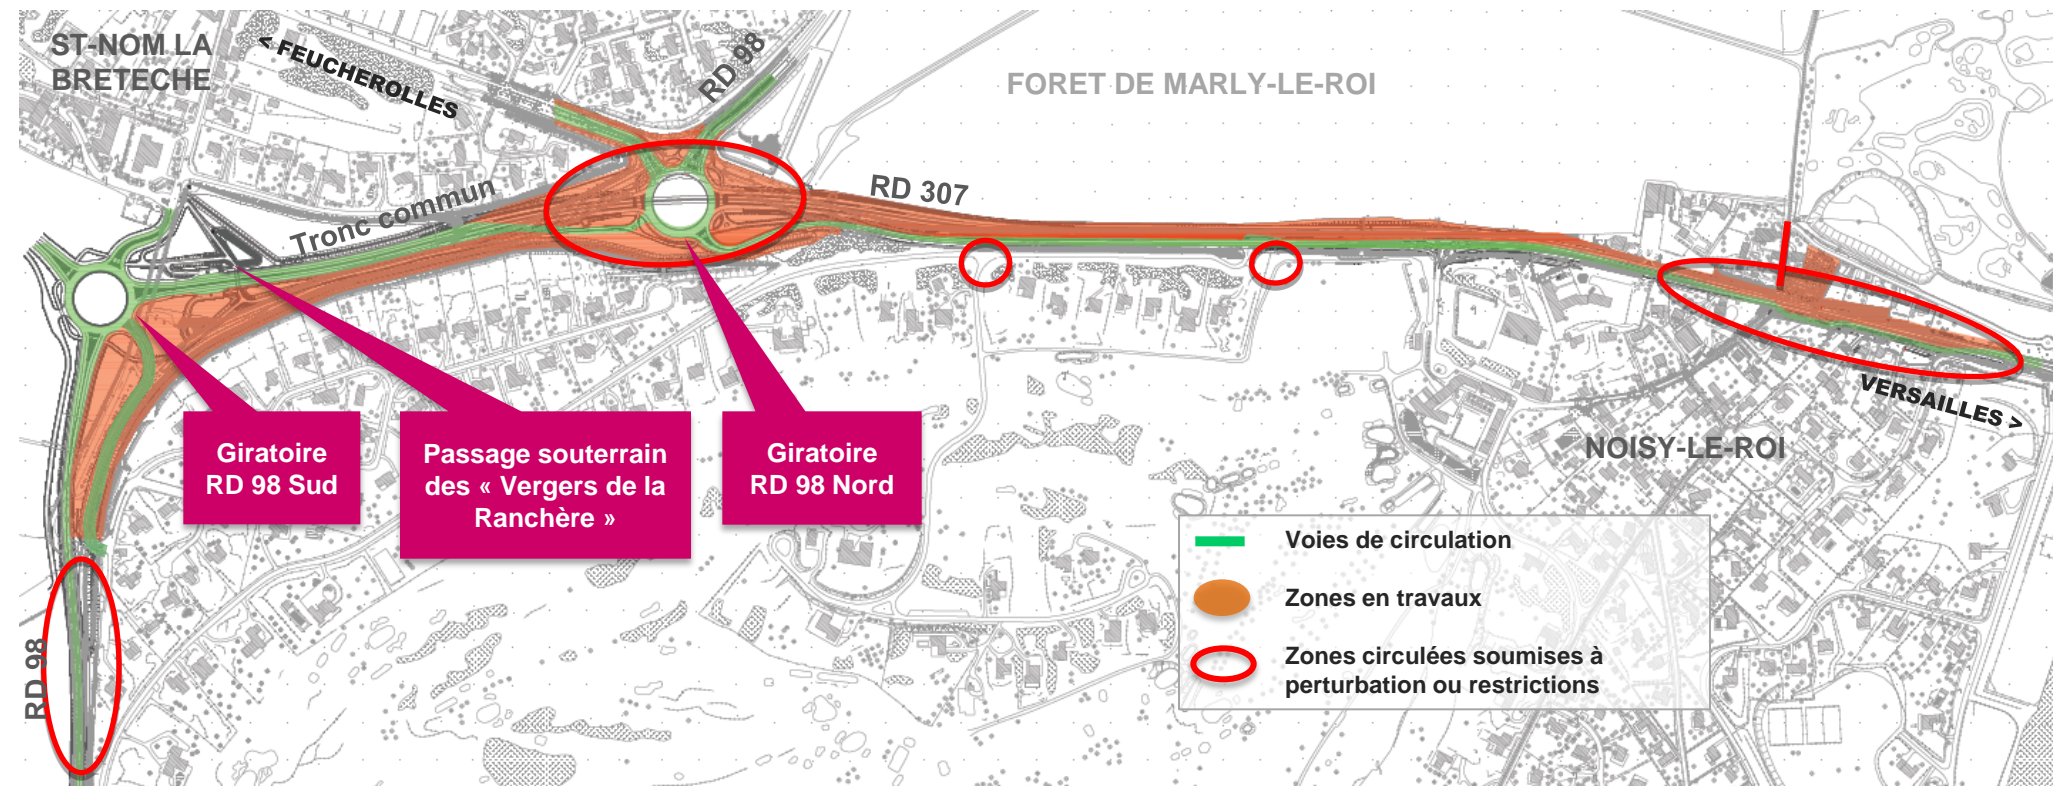 ST-NOM LA
BRETECHE
< FEUCHEROLLES
RD 98
FORET DE MARLY-LE-ROI
Tronc commun
RD 307
Giratoire
RD 98 Sud
Passage souterrain
des « Vergers de la
Ranchère »
Giratoire
RD 98 Nord
VERSAILLES >
NOISY-LE-ROI
RD 98
Voies de circulation
Zones en travaux
Zones circulées soumises à
perturbation ou restrictions